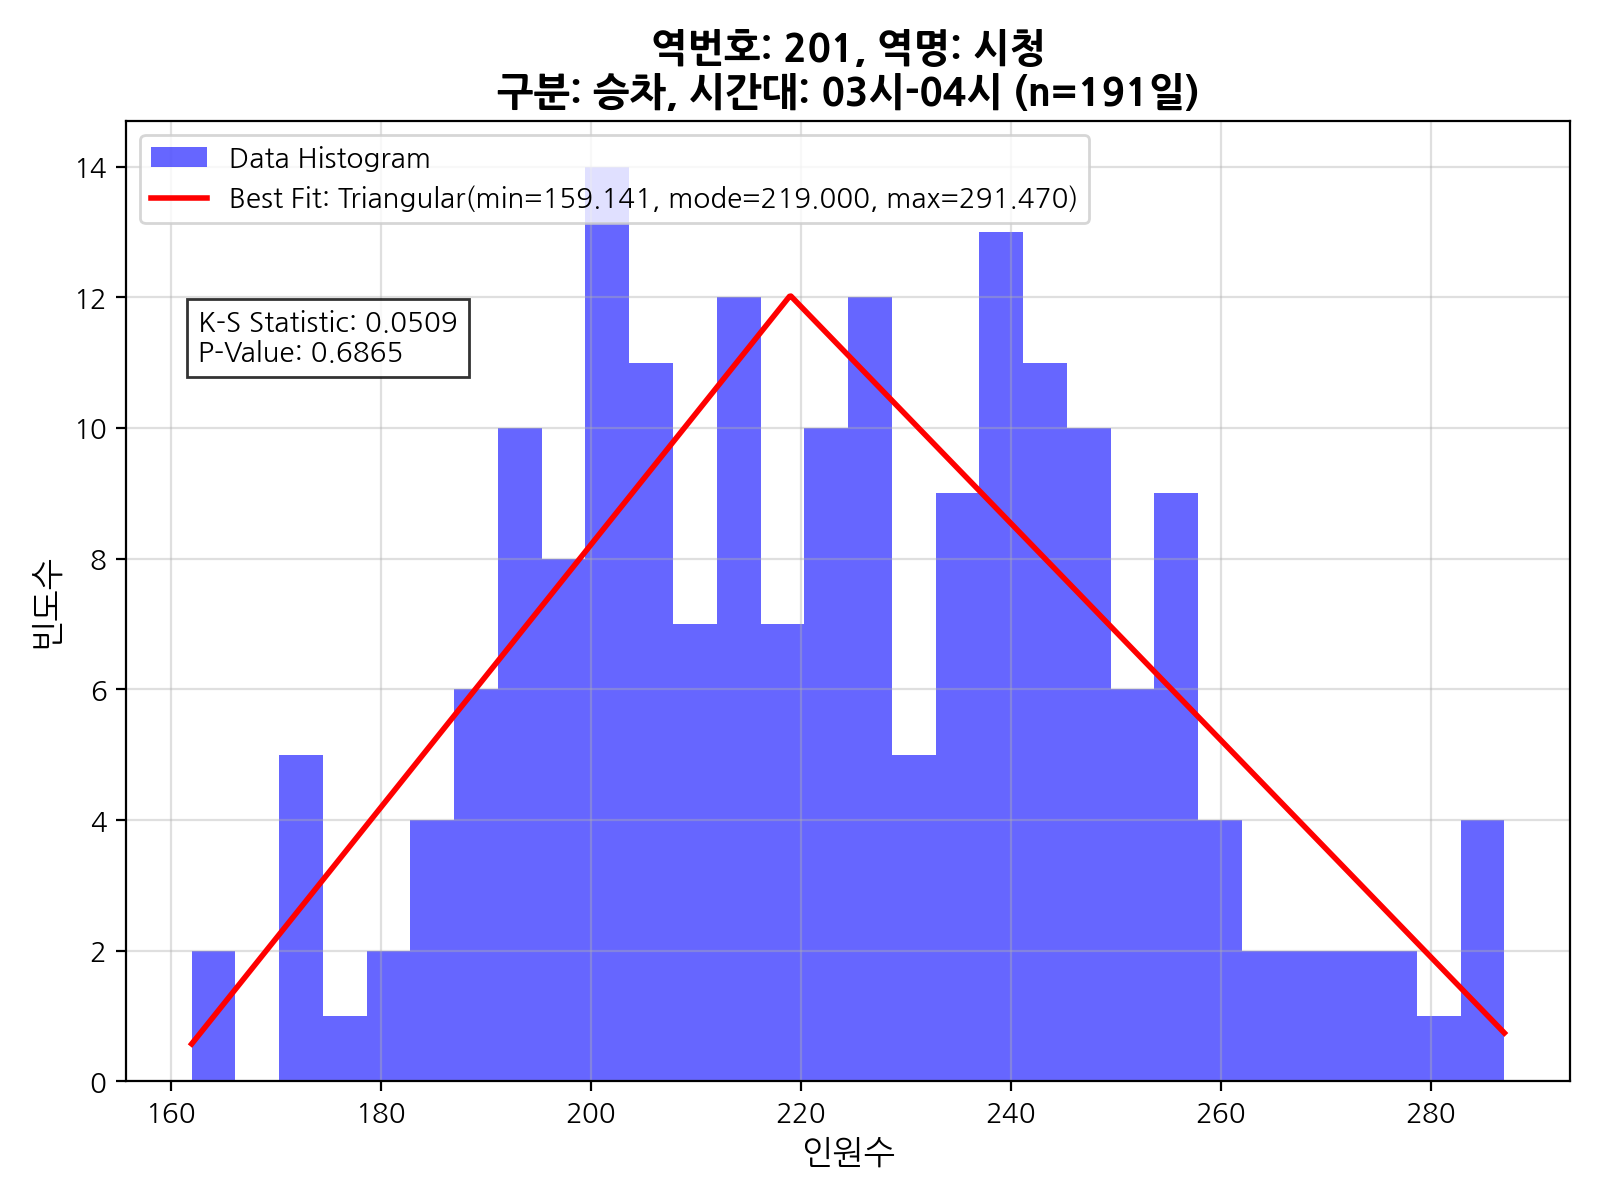 역번호: 201, 역명: 시청
구분: 승차, 시간대: 03시-04시 (n=191일)
Data Histogram
Best Fit: Triangular(min=159.141, mode=219.000, max=291.470)
K-S Statistic: 0.0509
P-Value: 0.6865
빈도수
14
12
10
8
6
4
2
0
160 180 200 220 240 260 280
인원수